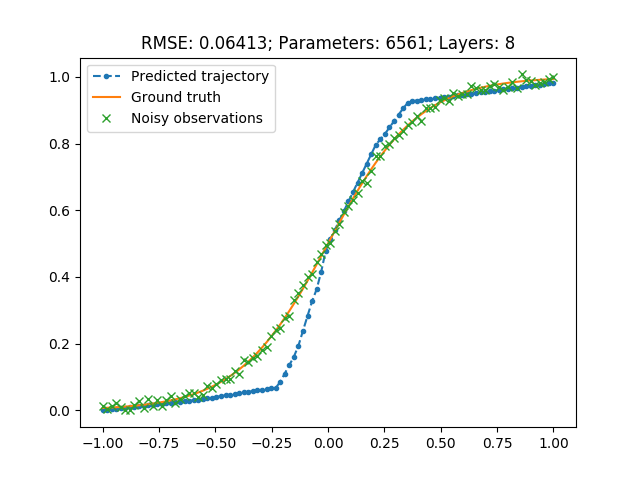 RMSE: 0.06413; Parameters: 6561; Layers: 8
Predicted trajectory
Ground truth
Noisy observations
1.0
0.8
0.6
0.4
0.2
0.0
−1.00 −0.75 −0.50 −0.25 0.00 0.25 0.50 0.75 1.00